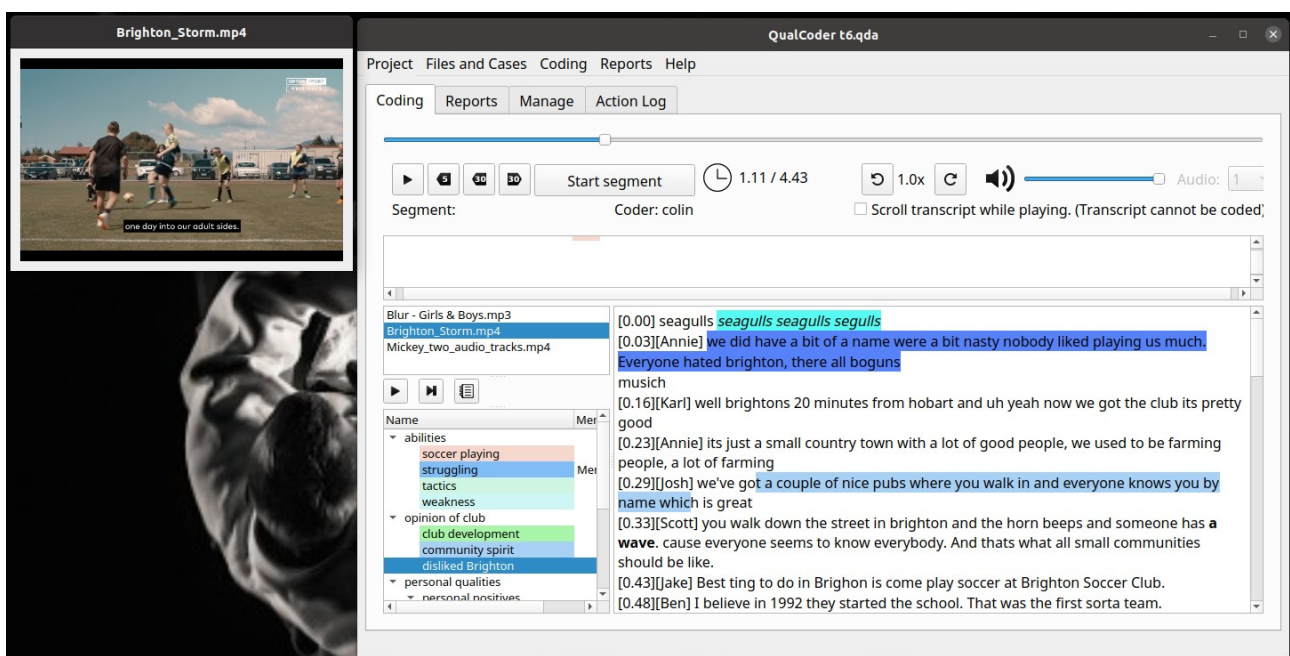 Brighton_Storm.mp4
one day into our adult sides.
QualCoder t6.qda
Project Files and Cases Coding Reports Help
Coding Reports Manage Action Log
5 30 30 Start segment 1.11 / 4.43 1.0x Audio: 1
Segment: Coder: colin Scroll transcript while playing. (Transcript cannot be coded)
Blur - Girls & Boys.mp3
Brighton_Storm.mp4
Mickey_two_audio_tracks.mp4
Name Mer
abilities
soccer playing
struggling Mer
tactics
weakness
opinion of club
club development
community spirit
disliked Brighton
personal qualities
personal positives
[0.00] seagulls seagulls seagulls segulls
[0.03][Annie] we did have a bit of a name were a bit nasty nobody liked playing us much.
Everyone hated brighton, there all boguns
musich
[0.16][Karl] well brightons 20 minutes from hobart and uh yeah now we got the club its pretty
good
[0.23][Annie] its just a small country town with a lot of good people, we used to be farming
people, a lot of farming
[0.29][Josh] we've got a couple of nice pubs where you walk in and everyone knows you by
name which is great
[0.33][Scott] you walk down the street in brighton and the horn beeps and someone has a
wave. cause everyone seems to know everybody. And thats what all small communities
should be like.
[0.43][Jake] Best ting to do in Brighon is come play soccer at Brighton Soccer Club.
[0.48][Ben] I believe in 1992 they started the school. That was the first sorta team.